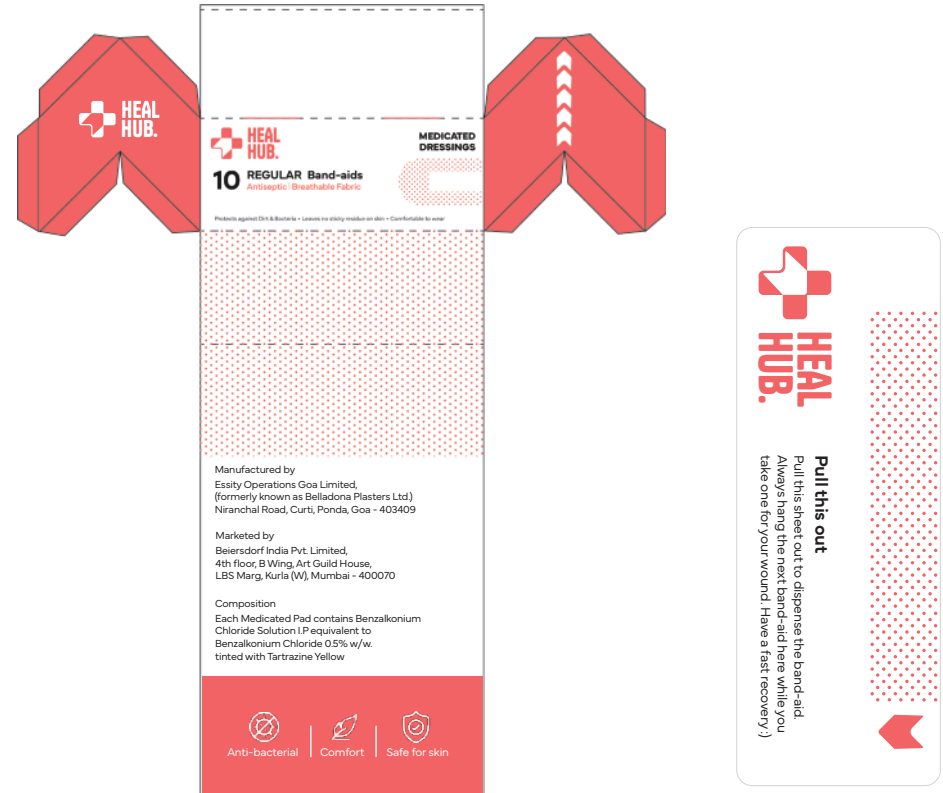 HEAL
HUB.
HEAL
HUB.
MEDICATED
DRESSINGS
10 REGULAR Band-aids
Antiseptic | Breathable Fabric
Protects against Dirt & Bacteria • Leaves no sticky residue on skin • Comfortable to wear
Manufactured by
Essity Operations Goa Limited,
(formerly known as Belladona Plasters Ltd.)
Niranchal Road, Curti, Ponda, Goa - 403409
Marketed by
Beiersdorf India Pvt. Limited,
4th floor, B Wing, Art Guild House,
LBS Marg, Kurla (W), Mumbai - 400070
Composition
Each Medicated Pad contains Benzalkonium
Chloride Solution I.P equivalent to
Benzalkonium Chloride 0.5% w/w.
tinted with Tartrazine Yellow
Anti-bacterial | Comfort | Safe for skin
HEAL
HUB.
Pull this out
Pull this sheet out to dispense the band-aid.
Always hang the next band-aid here while you
take one for your wound. Have a fast recovery :)